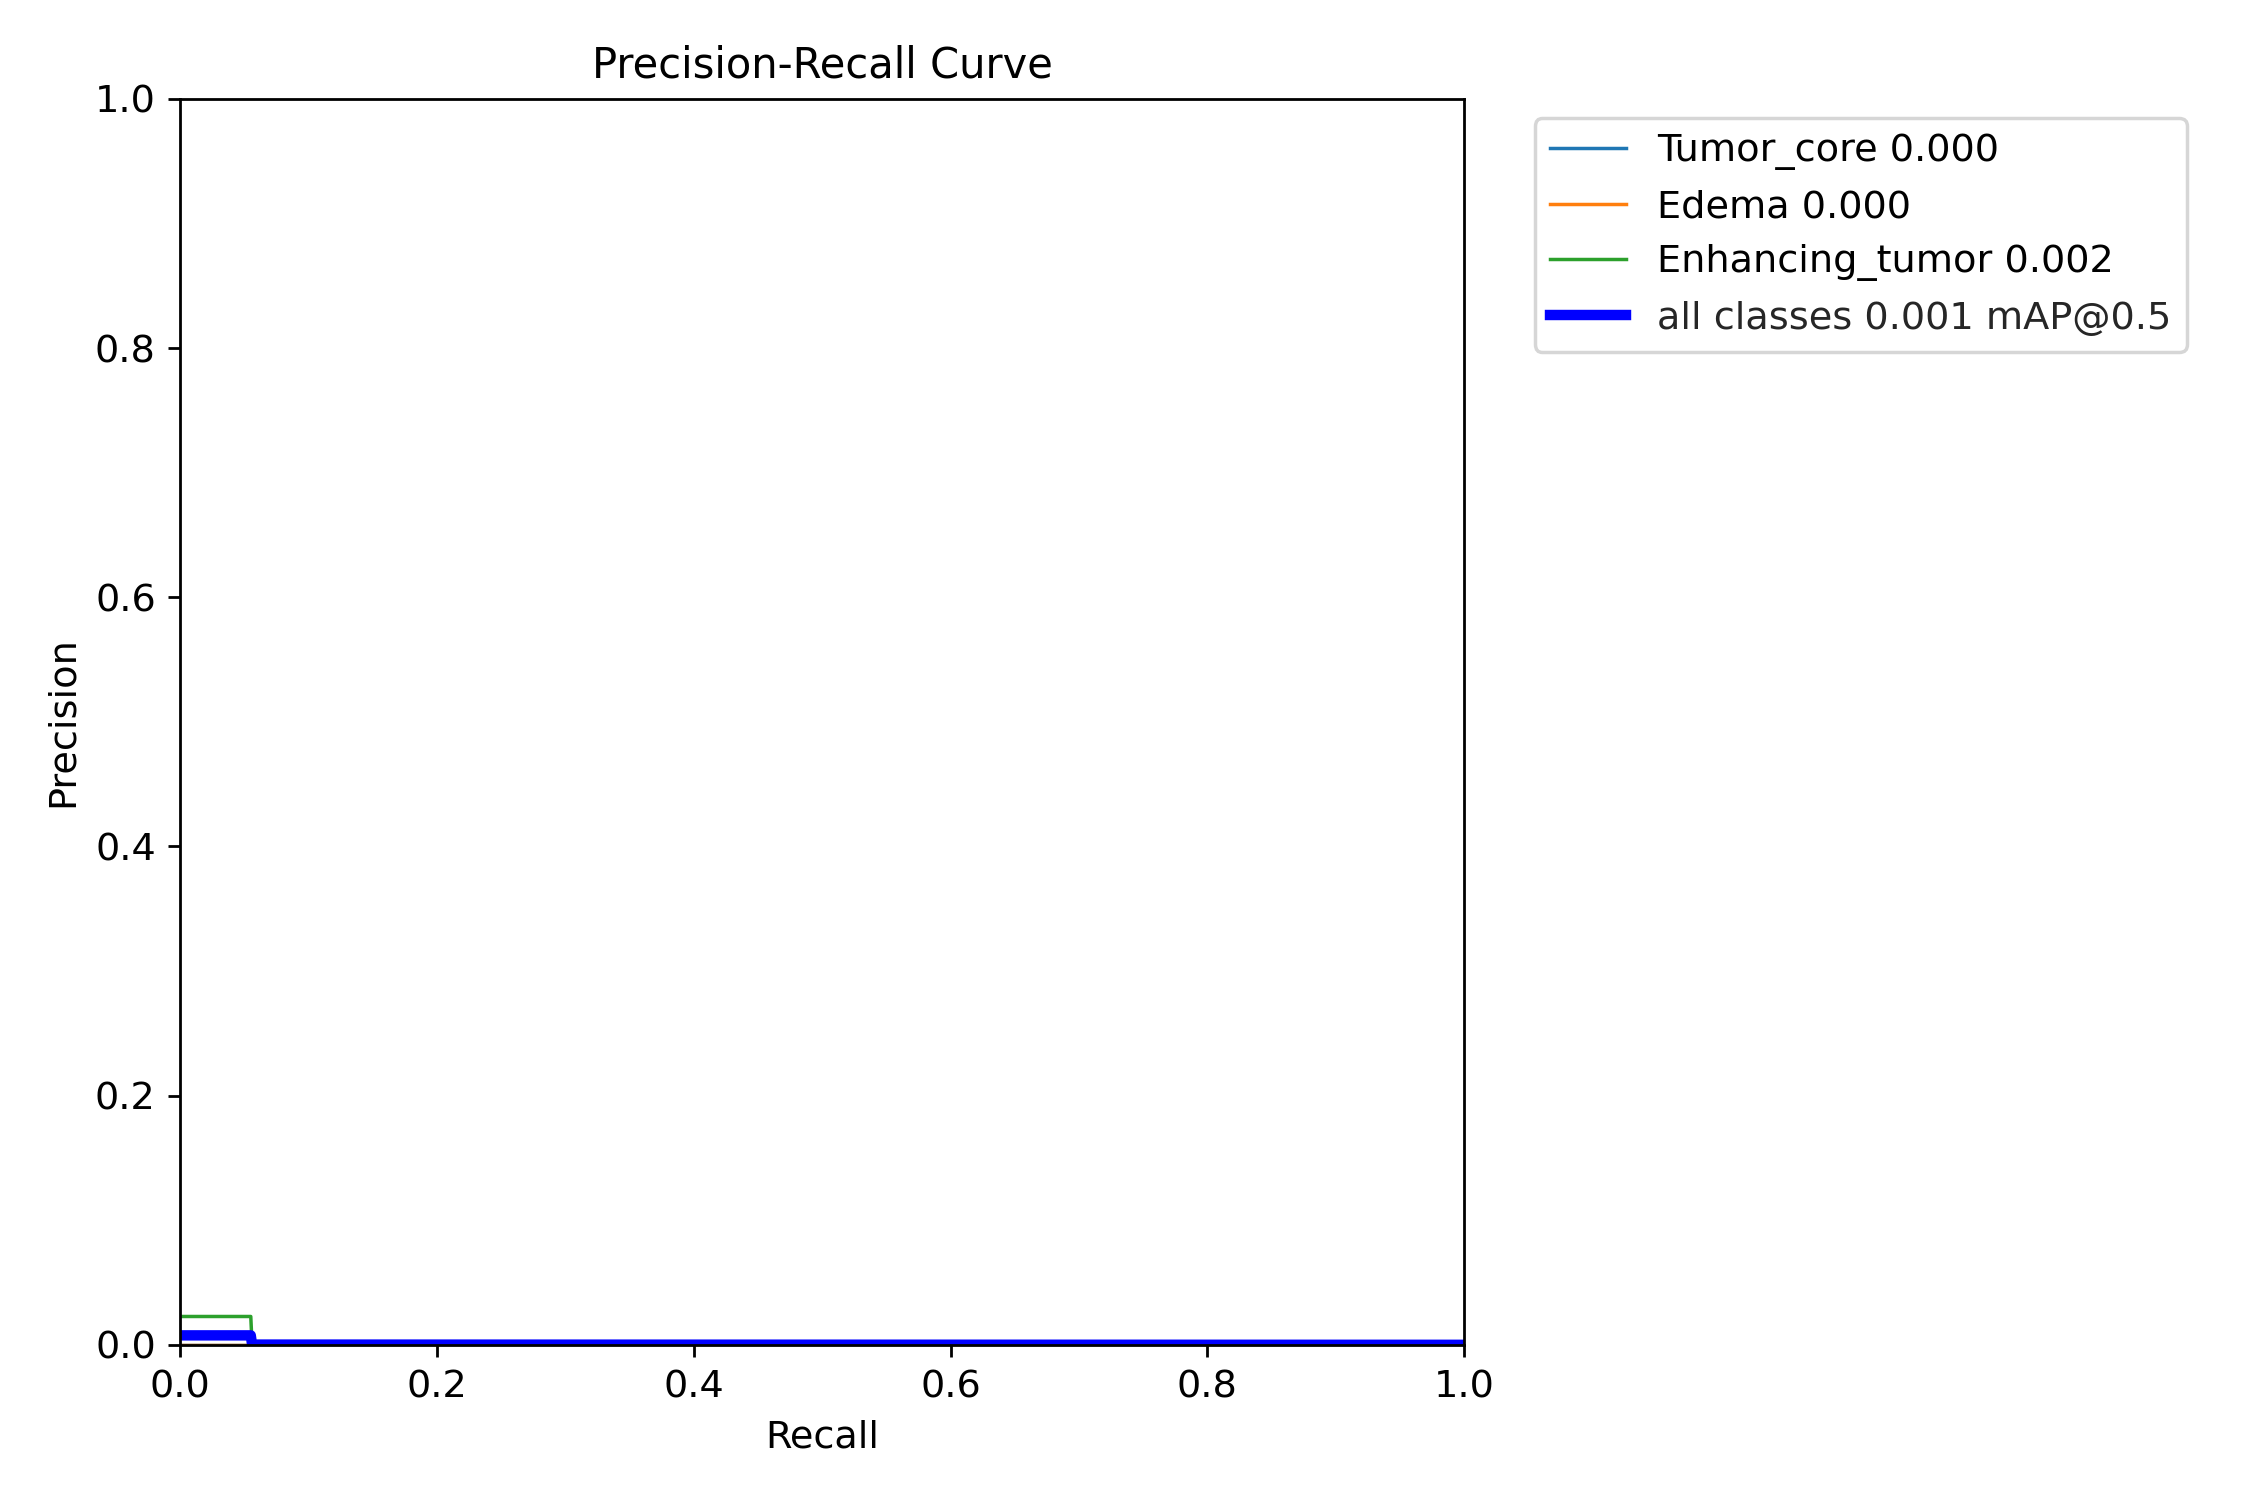 Precision-Recall Curve
1.0
0.8
0.6
0.4
0.2
0.0
Precision
0.0 0.2 0.4 0.6 0.8 1.0
Recall
Tumor_core 0.000
Edema 0.000
Enhancing_tumor 0.002
all classes 0.001 mAP@0.5